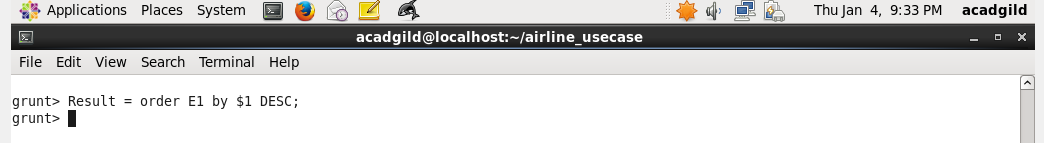 Applications Places System Thu Jan 4, 9:33 PM acadgild
acadgild@localhost:~/airline_usecase
File Edit View Search Terminal Help
grunt> Result = order E1 by $1 DESC;
grunt>